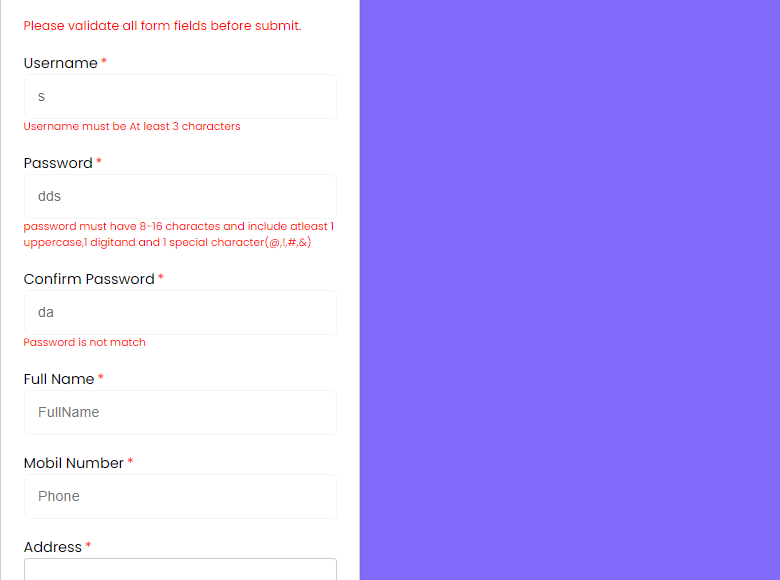 Please validate all form fields before submit.
Username *
s
Username must be At least 3 characters
Password *
dds
password must have 8-16 charactes and include atleast 1
uppercase,1 digitand and 1 special character(@,!,#,&)
Confirm Password *
da
Password is not match
Full Name *
FullName
Mobil Number *
Phone
Address *